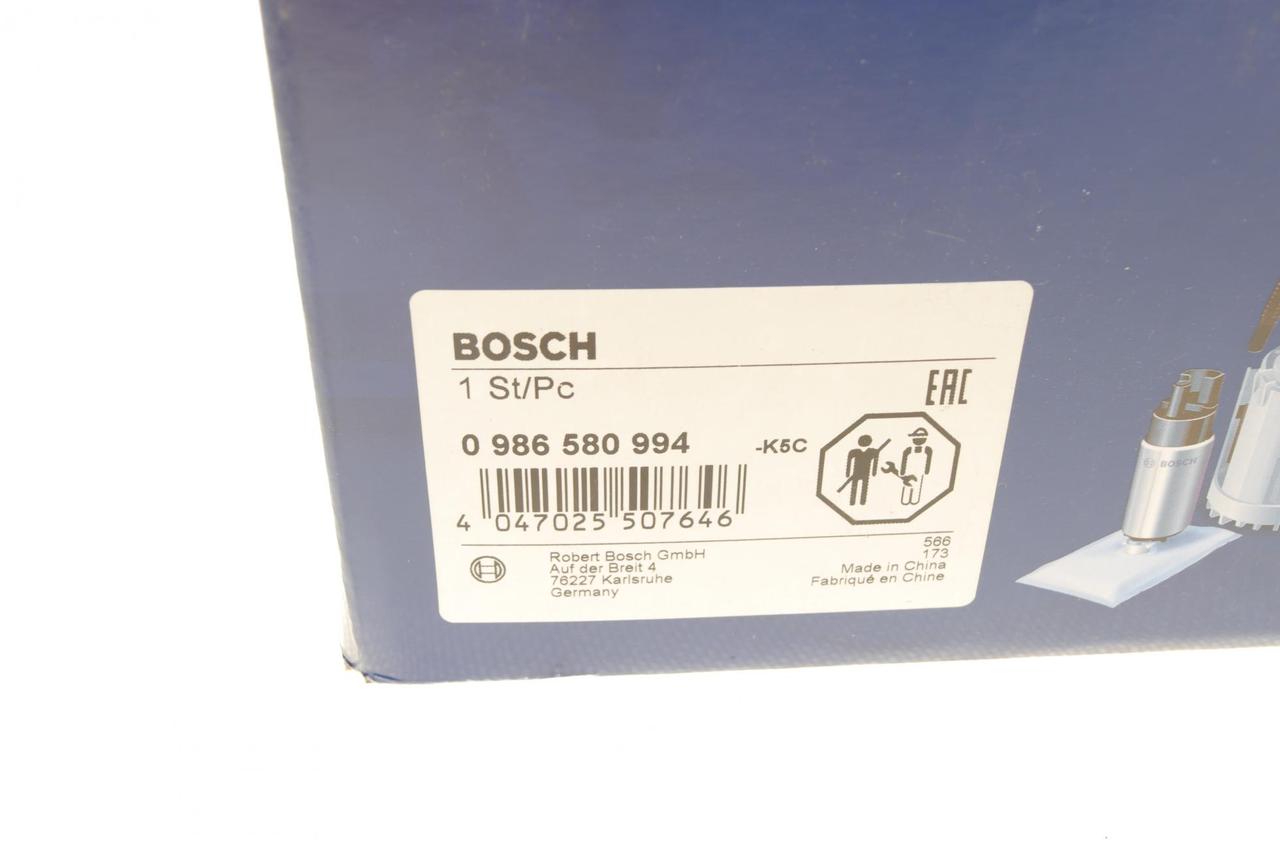 BOSCH
1 St/Pc
EAC
0 986 580 994
-K5C
4 047025 507646
Robert Bosch GmbH
Auf der Breit 4
76227 Karlsruhe
Germany
566
173
Made in China
Fabriqué en Chine
BOSCH